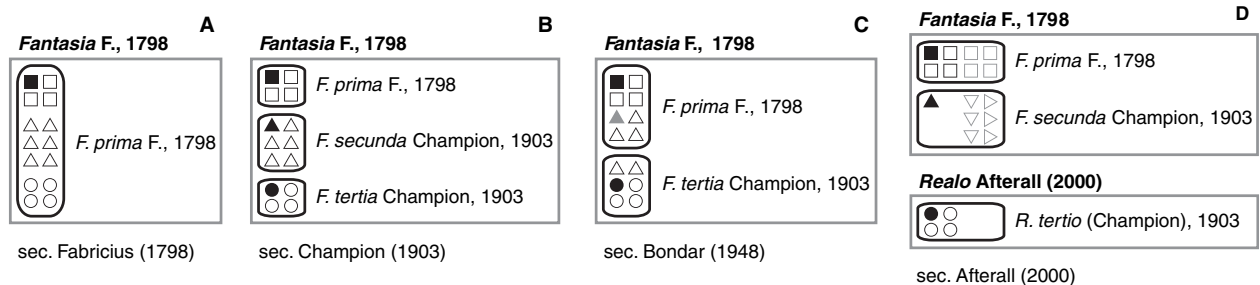 A
Fantasia F., 1798
F. prima F., 1798
sec. Fabricius (1798)
B
Fantasia F., 1798
F. prima F., 1798
F. secunda Champion, 1903
F. tertia Champion, 1903
sec. Champion (1903)
C
Fantasia F., 1798
F. prima F., 1798
F. tertia Champion, 1903
sec. Bondar (1948)
D
Fantasia F., 1798
F. prima F., 1798
F. secunda Champion, 1903
Realo Afterall (2000)
R. tertio (Champion), 1903
sec. Afterall (2000)